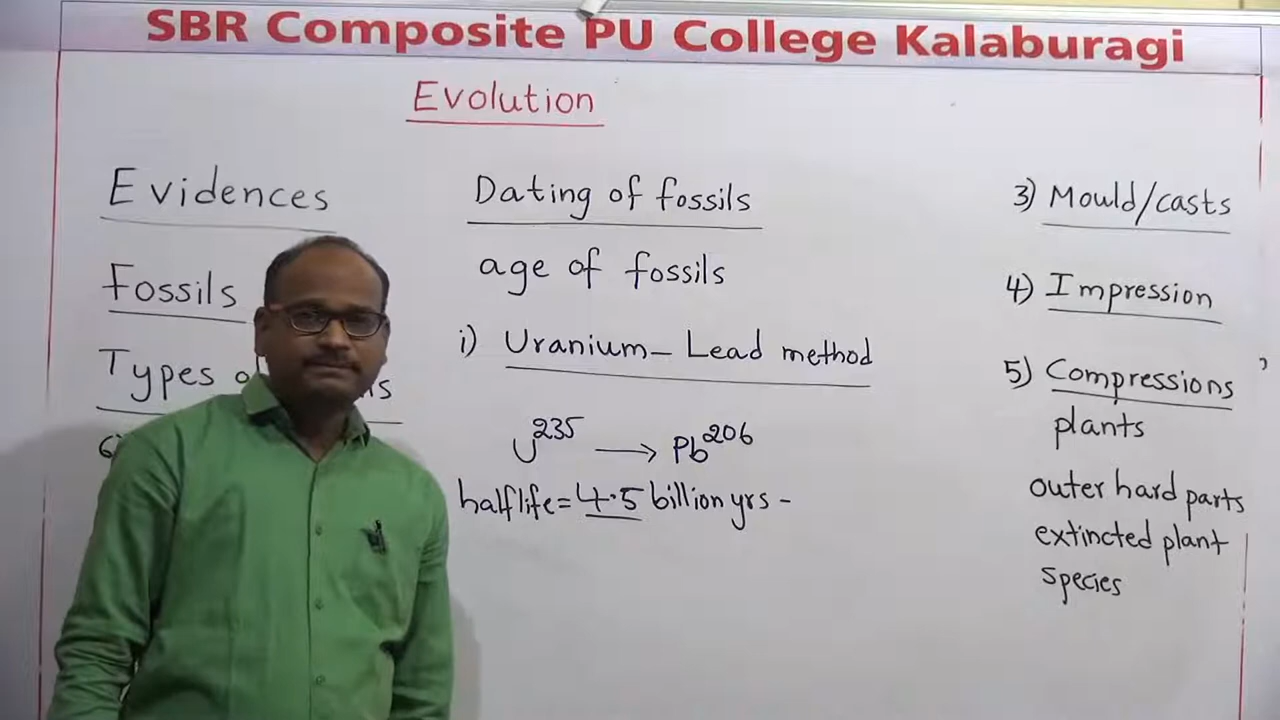 SBR Composite PU College Kalaburagi
Evolution
Evidences
Fossils
Types
Dating of fossils
age of fossils
i) Uranium - Lead method
U²³⁵ → Pb²⁰⁶
halflife = 4.5 billion yrs -
3) Mould/casts
4) Impression
5) Compressions
plants
outer hard parts
extincted plant
species